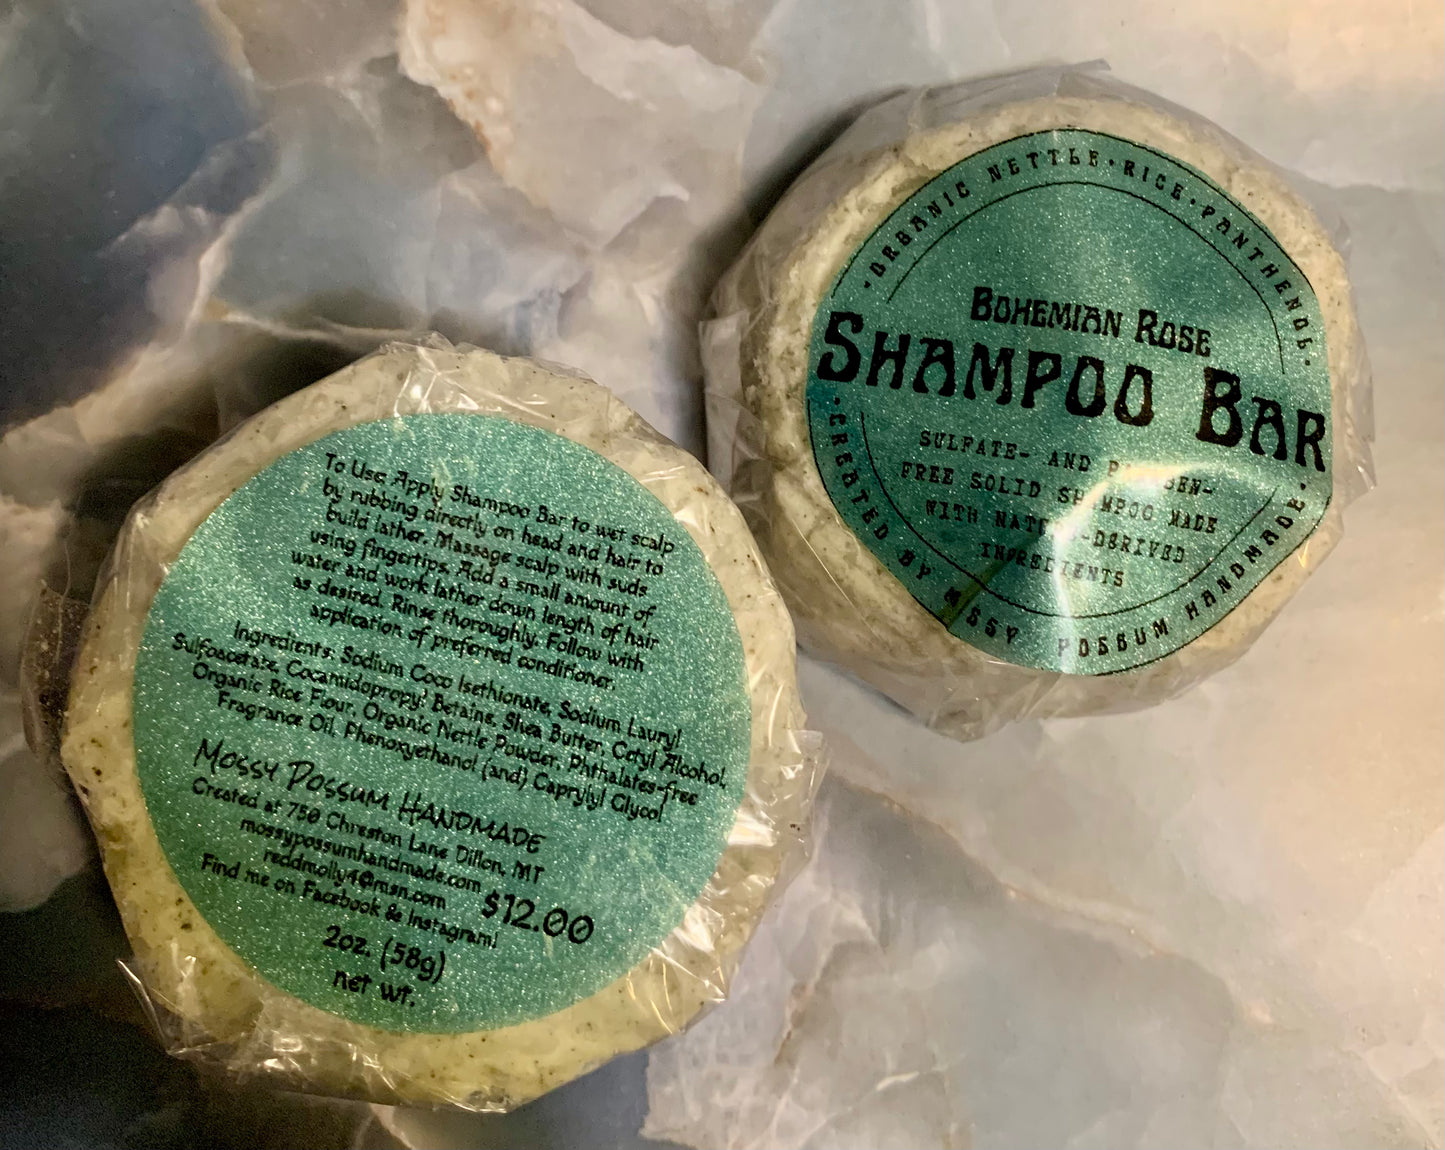 To Use: Apply Shampoo Bar to wet scalp
by rubbing directly on head and hair to
build lather. Massage scalp with suds
using fingertips. Add a small amount of
water and work lather down length of hair
as desired. Rinse thoroughly. Follow with
application of preferred conditioner.
Ingredients: Sodium Coco Isethionate, Sodium Lauryl
Sulfoacetate, Cocamidopropyl Betaine, Shea Butter, Cetyl Alcohol,
Organic Rice Flour, Organic Nettle Powder, Phthalates-free
Fragrance Oil, Phenoxyethanol (and) Caprylyl Glycol
Mossy Possum Handmade
Created at 750 Chreston Lane Dillon, MT
mossypossumhandmade.com
reddmolly4@msn.com
$12.00
Find me on Facebook & Instagram!
2oz. (58g)
net wt.
·ORGANIC NETTLE·RICE·PANTHENOL·
Bohemian Rose
Shampoo Bar
SULFATE- AND
FREE SOLID SHAMPOO MADE
WITH -DERIVED
INGREDIENTS
·CREATED BY POSSUM HANDMADE·